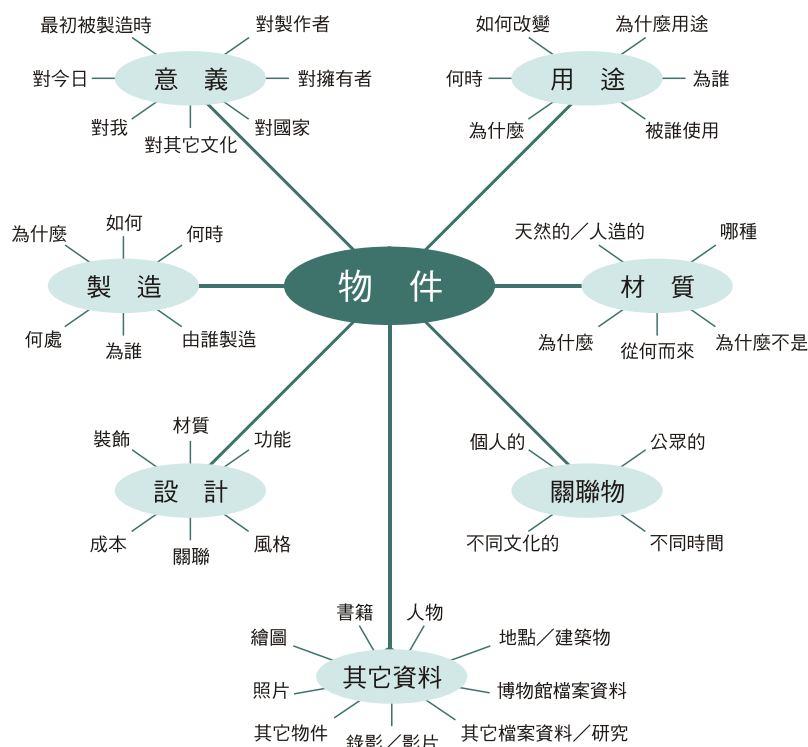 最初被製造時
對製作者
對今日
意　義
對擁有者
對我
對其它文化
對國家
如何改變
為什麼用途
何時
用　途
為誰
為什麼
被誰使用
為什麼
如何
何時
製　造
何處
為誰
由誰製造
物　件
天然的／人造的
哪種
材　質
為什麼
從何而來
為什麼不是
裝飾
材質
功能
設　計
成本
關聯
風格
個人的
公眾的
關聯物
不同文化的
不同時間
書籍
人物
繪圖
地點／建築物
其它資料
照片
博物館檔案資料
其它物件
錄影／影片
其它檔案資料／研究